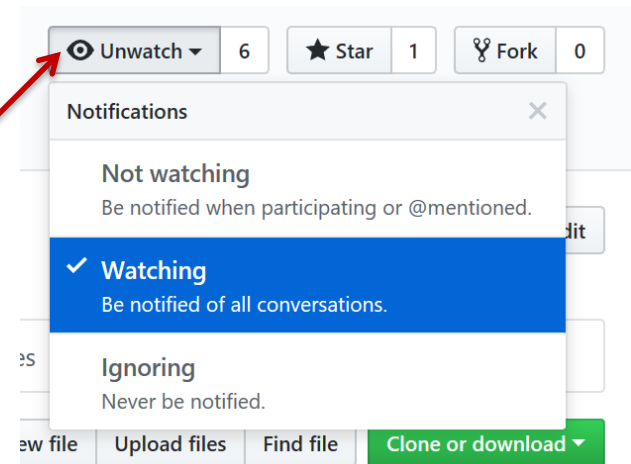 Unwatch 6 Star 1 Fork 0
Notifications
Not watching
Be notified when participating or @mentioned.
Watching
Be notified of all conversations.
Ignoring
Never be notified.
Upload files Find file Clone or download